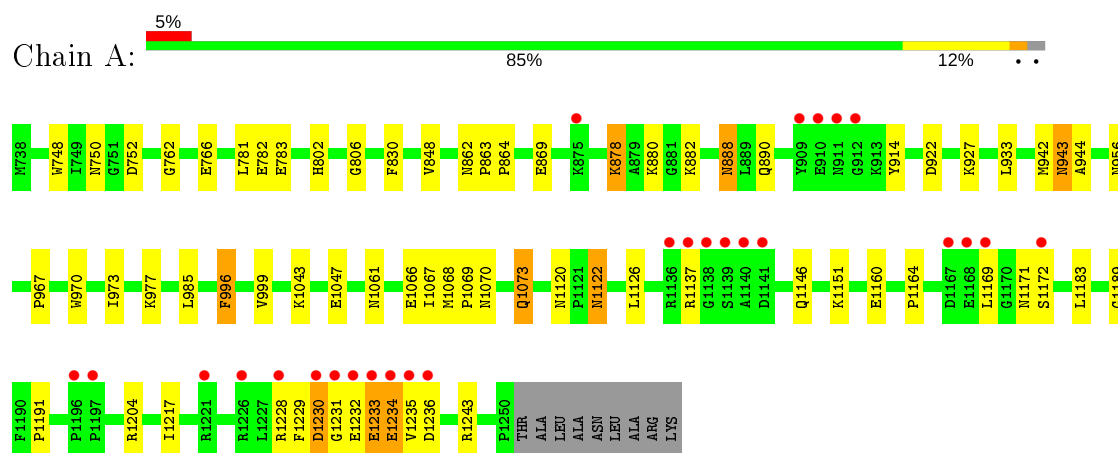 5%
Chain A:
85% 12% • •
M738 W748 I749 N750 G751 D752 G762 E766 L781 E782 E783 H802 G806 F830 V848 N862 P863 P864 E869 K875 K878 A879 K880 G881 K882 N888 L889 Q890 Y909 E910 N911 G912 K913 Y914 D922 K927 L933 M942 N943 A944
P967 W970 I973 K977 L985 F996 V999 K1043 E1047 N1061 E1066 I1067 M1068 P1069 N1070 Q1073 N1120 P1121 N1122 L1126 R1136 R1137 G1138 S1139 A1140 D1141 Q1146 K1151 E1160 P1164 D1167 E1168 L1169 G1170 N1171 S1172 L1183
F1190 P1191 P1196 P1197 R1204 I1217 R1221 R1226 L1227 R1228 F1229 D1230 G1231 E1232 E1233 E1234 V1235 D1236 R1243 P1250 THR ALA LEU ALA ASN LEU ALA ARG LYS